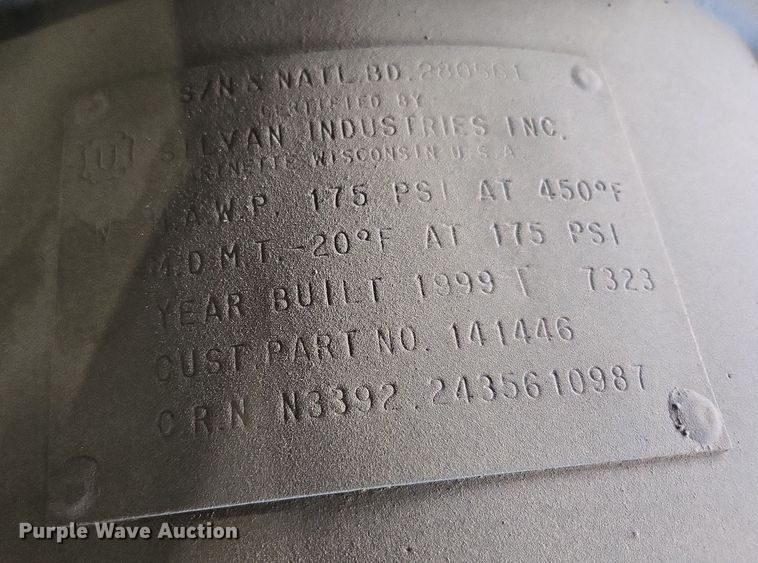 S/N & NATL.BD. 280561
CERTIFIED BY
SILVAN INDUSTRIES INC.
U
MARINETTE, WISCONSIN U.S.A.
W M.A.W.P. 175 PSI AT 450°F
M.D.M.T. -20°F AT 175 PSI
YEAR BUILT 1999 T 7323
CUST.PART NO. 141446
C.R.N N3392.2435610987
Purple Wave Auction